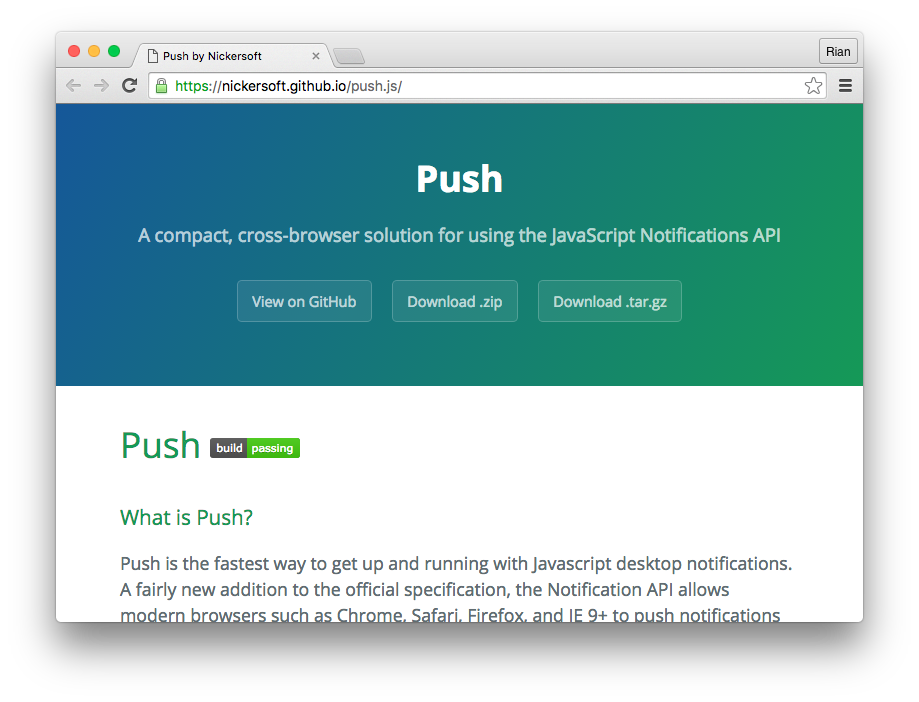 Push by Nickersoft
Rian
https://nickersoft.github.io/push.js/
Push
A compact, cross-browser solution for using the JavaScript Notifications API
View on GitHub
Download .zip
Download .tar.gz
Push build passing
What is Push?
Push is the fastest way to get up and running with Javascript desktop notifications.
A fairly new addition to the official specification, the Notification API allows
modern browsers such as Chrome, Safari, Firefox, and IE 9+ to push notifications